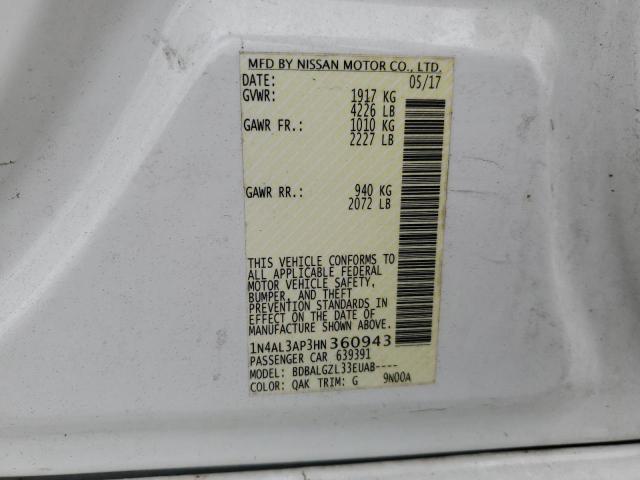 MFD BY NISSAN MOTOR CO., LTD.
DATE: 05/17
GVWR: 1917 KG
4226 LB
GAWR FR.: 1010 KG
2227 LB
GAWR RR.: 940 KG
2072 LB
THIS VEHICLE CONFORMS TO
ALL APPLICABLE FEDERAL
MOTOR VEHICLE SAFETY,
BUMPER, AND THEFT
PREVENTION STANDARDS IN
EFFECT ON THE DATE OF
MANUFACTURE SHOWN ABOVE.
1N4AL3AP3HN360943
PASSENGER CAR 639391
MODEL: BDBALGZL33EUAB----
COLOR: QAK TRIM: G 9N00A